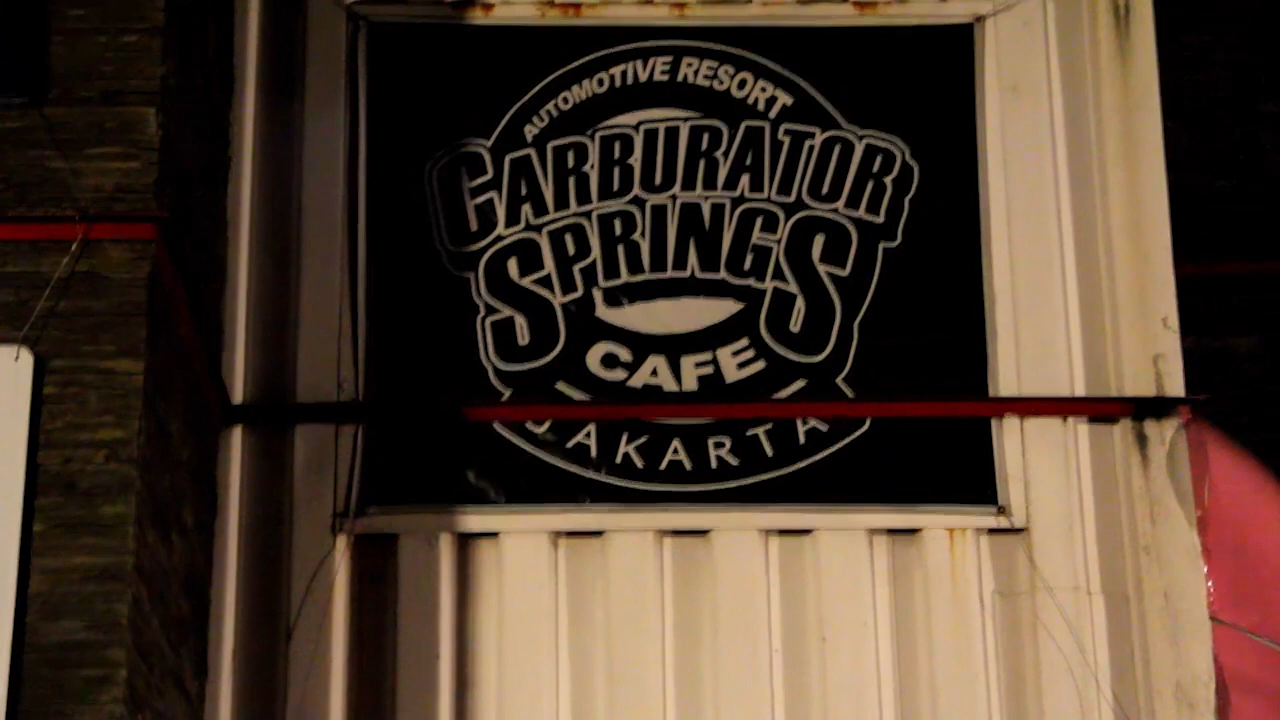 AUTOMOTIVE RESORT
CARBURATOR
SPRINGS
CAFE
JAKARTA